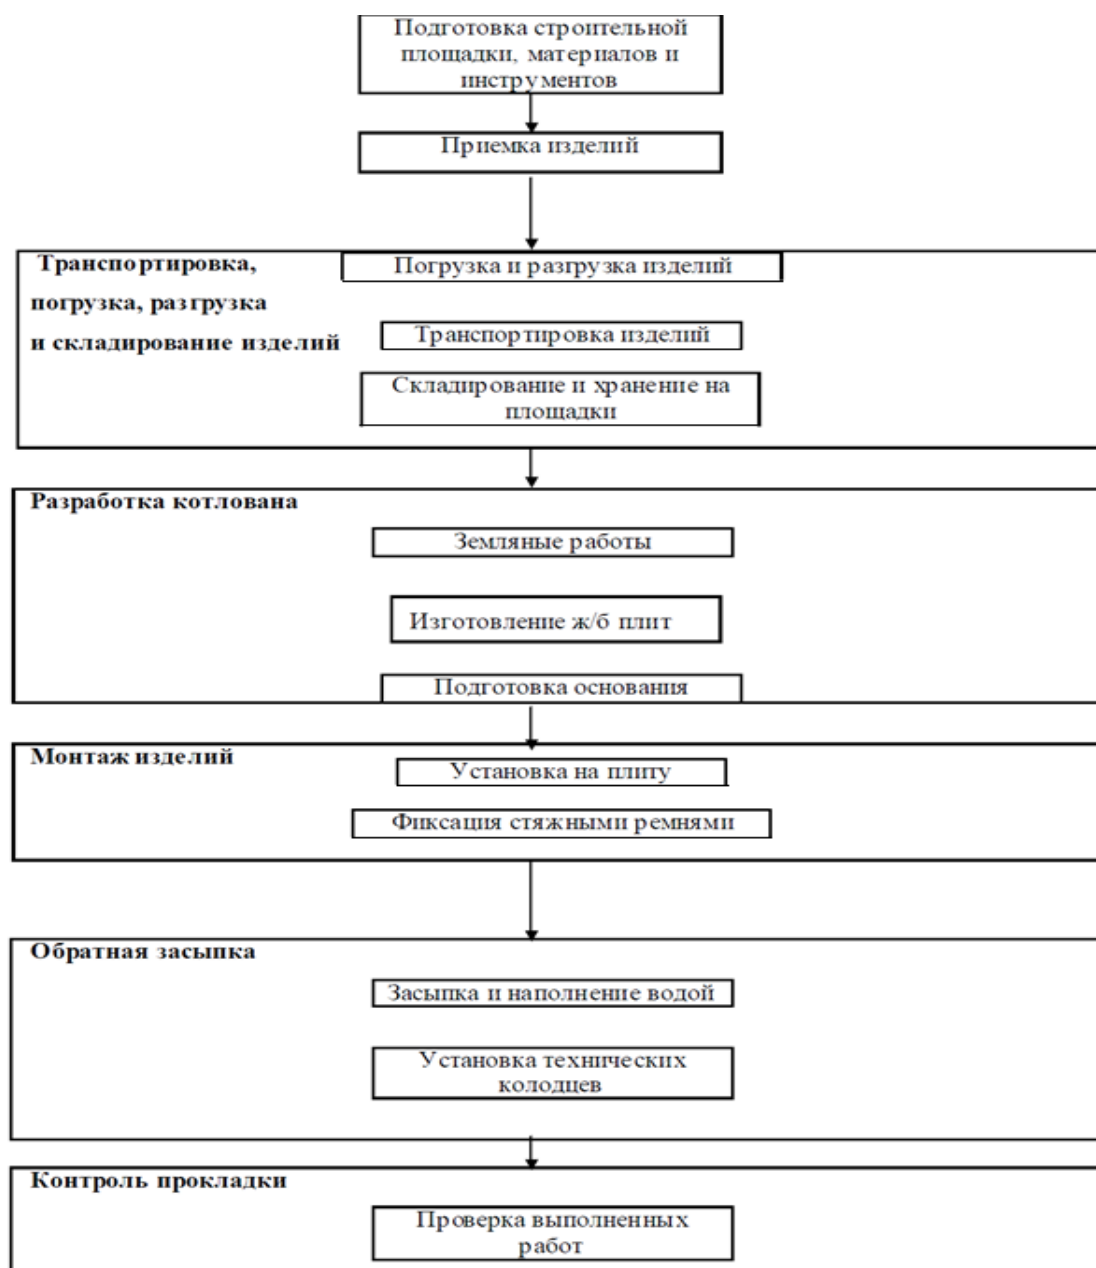 Подготовка строительной
площадки, материалов и
инструментов
Приемка изделий
Транспортировка,
погрузка, разгрузка
и складирование изделий
Погрузка и разгрузка изделий
Транспортировка изделий
Складирование и хранение на
площадки
Разработка котлована
Земляные работы
Изготовление ж/б плит
Подготовка основания
Монтаж изделий
Установка на плиту
Фиксация стяжными ремнями
Обратная засыпка
Засыпка и наполнение водой
Установка технических
колодцев
Контроль прокладки
Проверка выполненных
работ